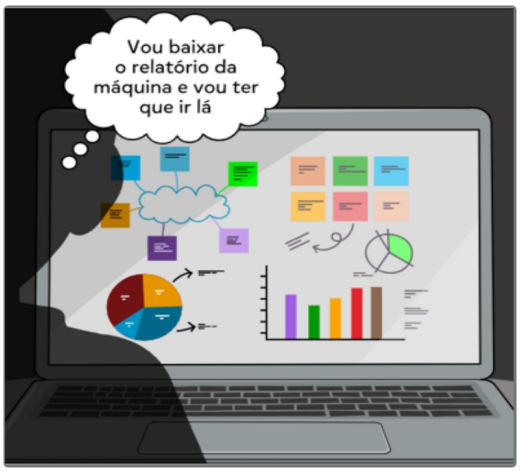 Vou baixar
o relatório da
máquina e vou ter
que ir lá